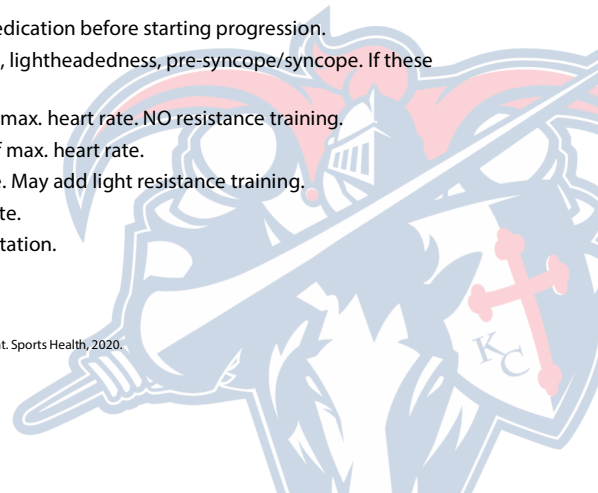 edication before starting progression.
, lightheadedness, pre-syncope/syncope. If these
max. heart rate. NO resistance training.
f max. heart rate.
e. May add light resistance training.
te.
tation.
t. Sports Health, 2020.
KC